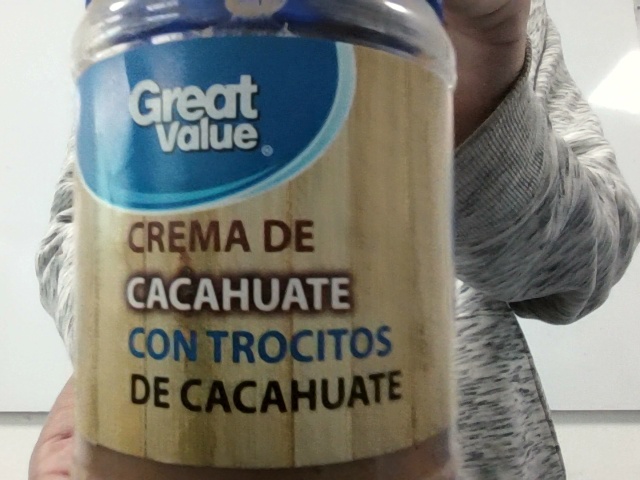 Great
Value®
CREMA DE
CACAHUATE
CON TROCITOS
DE CACAHUATE